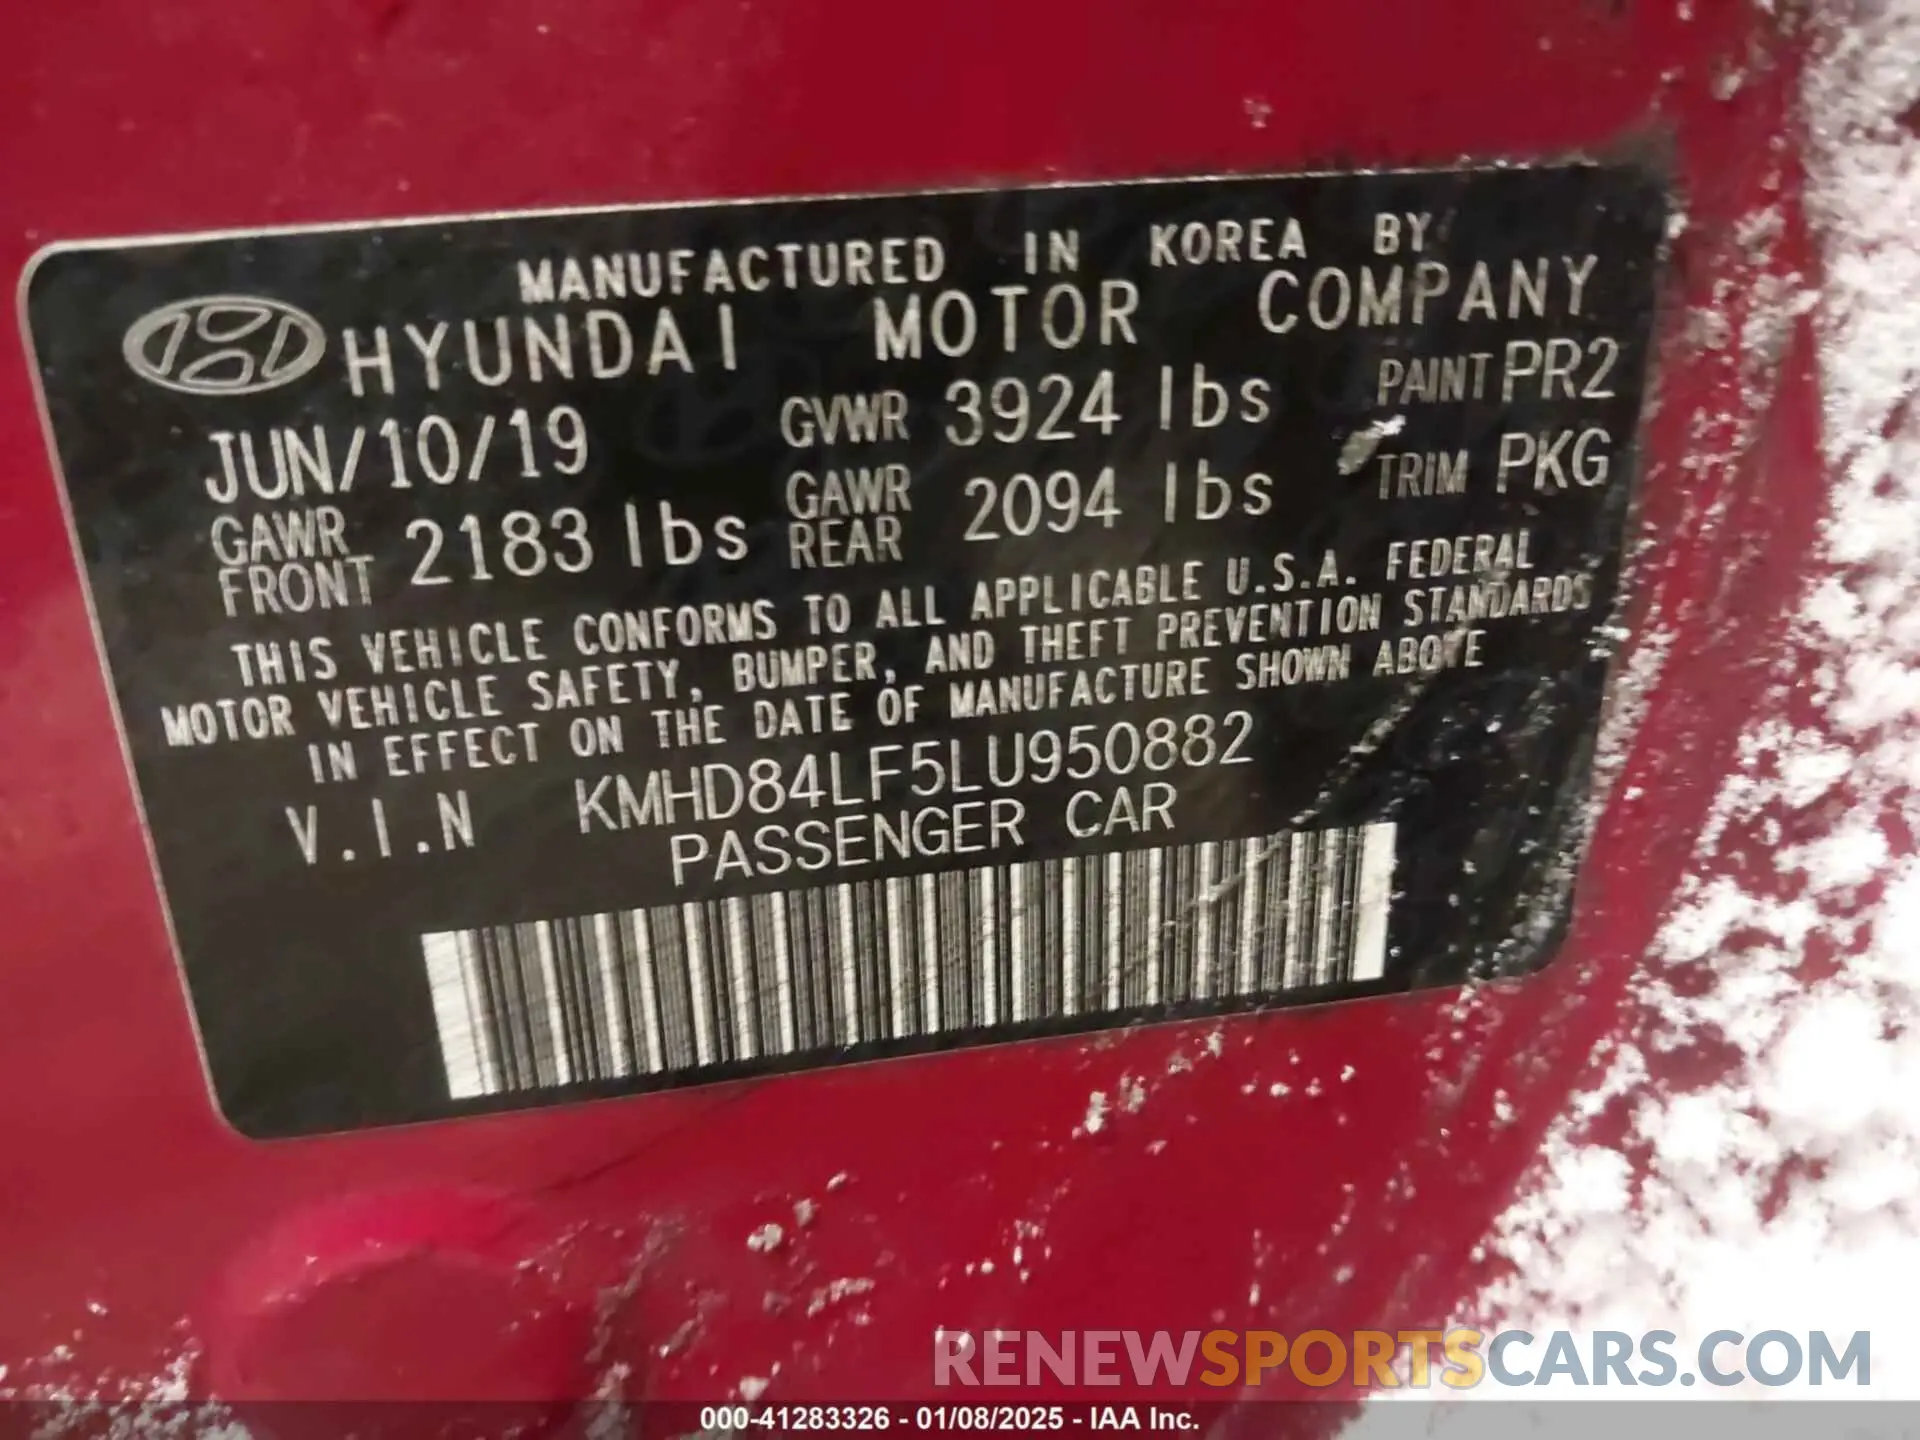 MANUFACTURED IN KOREA BY
HYUNDAI MOTOR COMPANY
JUN/10/19 GVWR 3924 lbs PAINT PR2
GAWR FRONT 2183 lbs GAWR REAR 2094 lbs TRIM PKG
THIS VEHICLE CONFORMS TO ALL APPLICABLE U.S.A. FEDERAL
MOTOR VEHICLE SAFETY, BUMPER, AND THEFT PREVENTION STANDARDS
IN EFFECT ON THE DATE OF MANUFACTURE SHOWN ABOVE
V.I.N KMHD84LF5LU950882
PASSENGER CAR
RENEWSPORTSCARS.COM
000-41283326 - 01/08/2025 - IAA Inc.